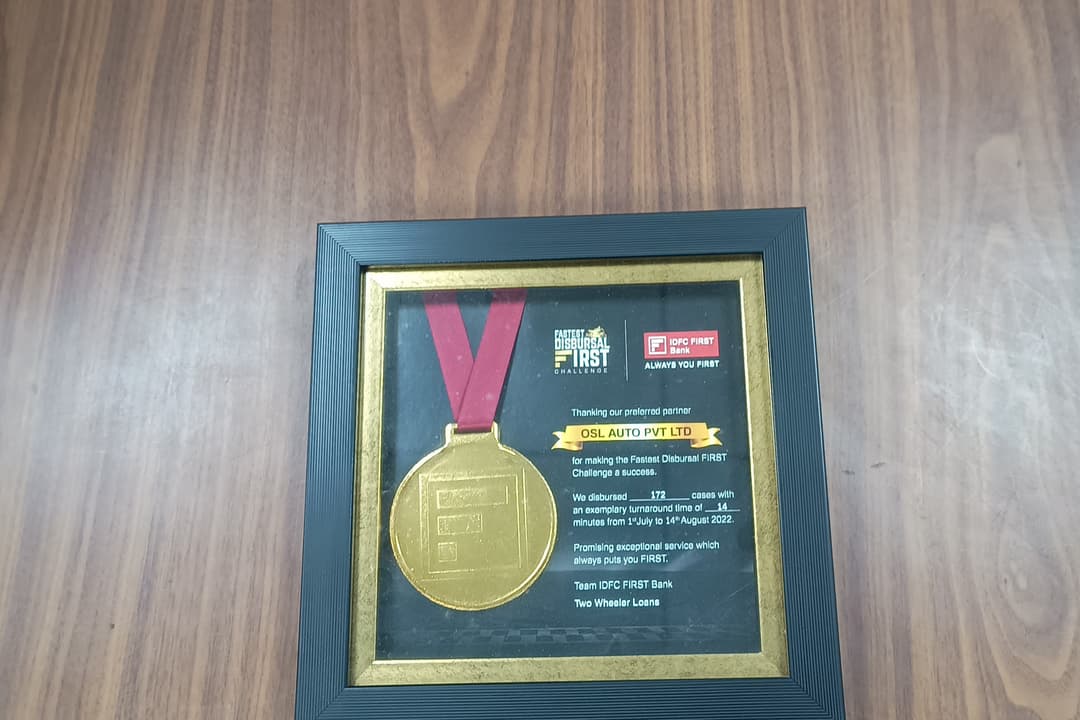 FASTEST
DISBURSAL
FIRST
CHALLENGE
IDFC FIRST
Bank
ALWAYS YOU FIRST
Thanking our preferred partner
OSL AUTO PVT LTD
for making the Fastest Disbursal FIRST
Challenge a success.
We disbursed 172 cases with
an exemplary turnaround time of 14
minutes from 1st July to 14th August 2022.
Promising exceptional service which
always puts you FIRST.
Team IDFC FIRST Bank
Two Wheeler Loans